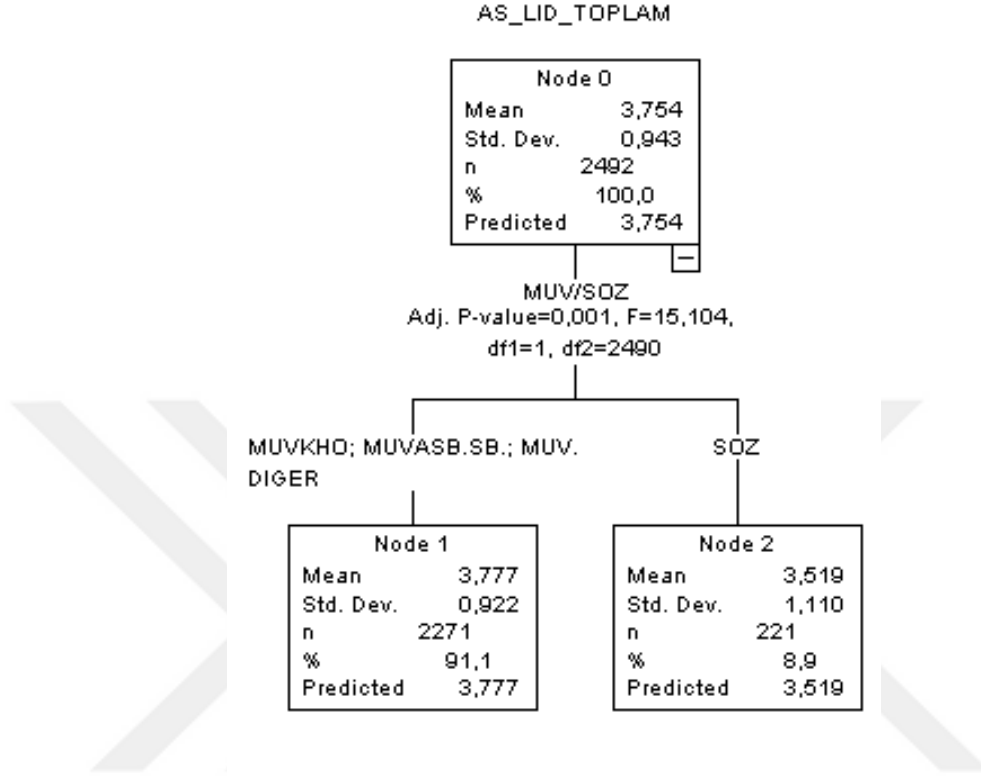 AS_LID_TOPLAM
Node 0
Mean 3,754
Std. Dev. 0,943
n 2492
% 100,0
Predicted 3,754
MUV/SOZ
Adj. P-value=0,001, F=15,104,
df1=1, df2=2490
MUVKHO; MUVASB.SB.; MUV.
DIGER
SOZ
Node 1
Mean 3,777
Std. Dev. 0,922
n 2271
% 91,1
Predicted 3,777
Node 2
Mean 3,519
Std. Dev. 1,110
n 221
% 8,9
Predicted 3,519